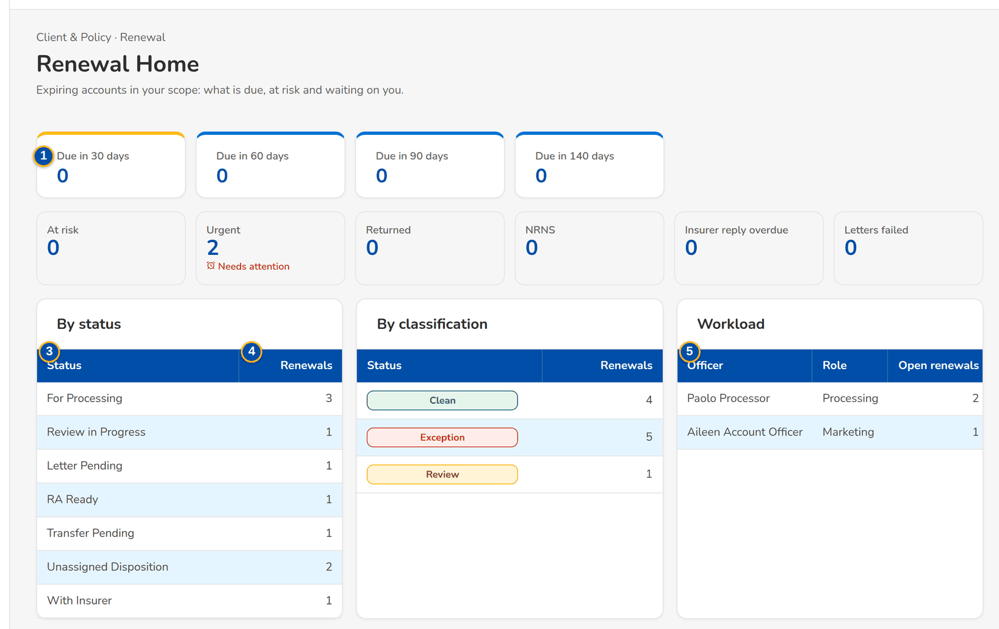 Client & Policy · Renewal
Renewal Home
Expiring accounts in your scope: what is due, at risk and waiting on you.
1 Due in 30 days
0
Due in 60 days
0
Due in 90 days
0
Due in 140 days
0
At risk
0
Urgent
2
Needs attention
Returned
0
NRNS
0
Insurer reply overdue
0
Letters failed
0
By status
3 4
Status Renewals
For Processing 3
Review in Progress 1
Letter Pending 1
RA Ready 1
Transfer Pending 1
Unassigned Disposition 2
With Insurer 1
By classification
Status Renewals
Clean 4
Exception 5
Review 1
Workload
5
Officer Role Open renewals
Paolo Processor Processing 2
Aileen Account Officer Marketing 1